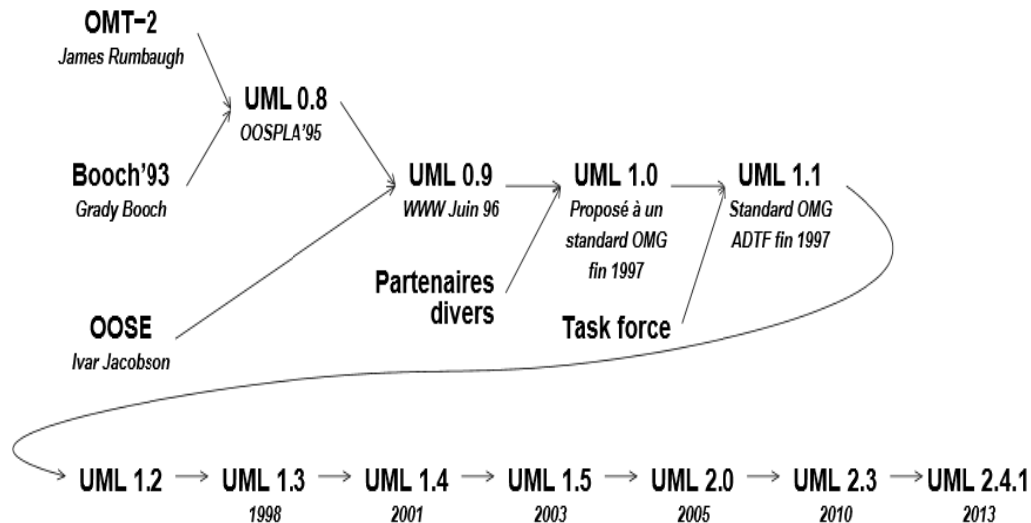 OMT-2
James Rumbaugh
UML 0.8
OOSPLA'95
Booch'93
Grady Booch
UML 0.9
WWW Juin 96
UML 1.0
Proposé à un
standard OMG
fin 1997
UML 1.1
Standard OMG
ADTF fin 1997
Partenaires
divers
Task force
OOSE
Ivar Jacobson
UML 1.2
UML 1.3
1998
UML 1.4
2001
UML 1.5
2003
UML 2.0
2005
UML 2.3
2010
UML 2.4.1
2013